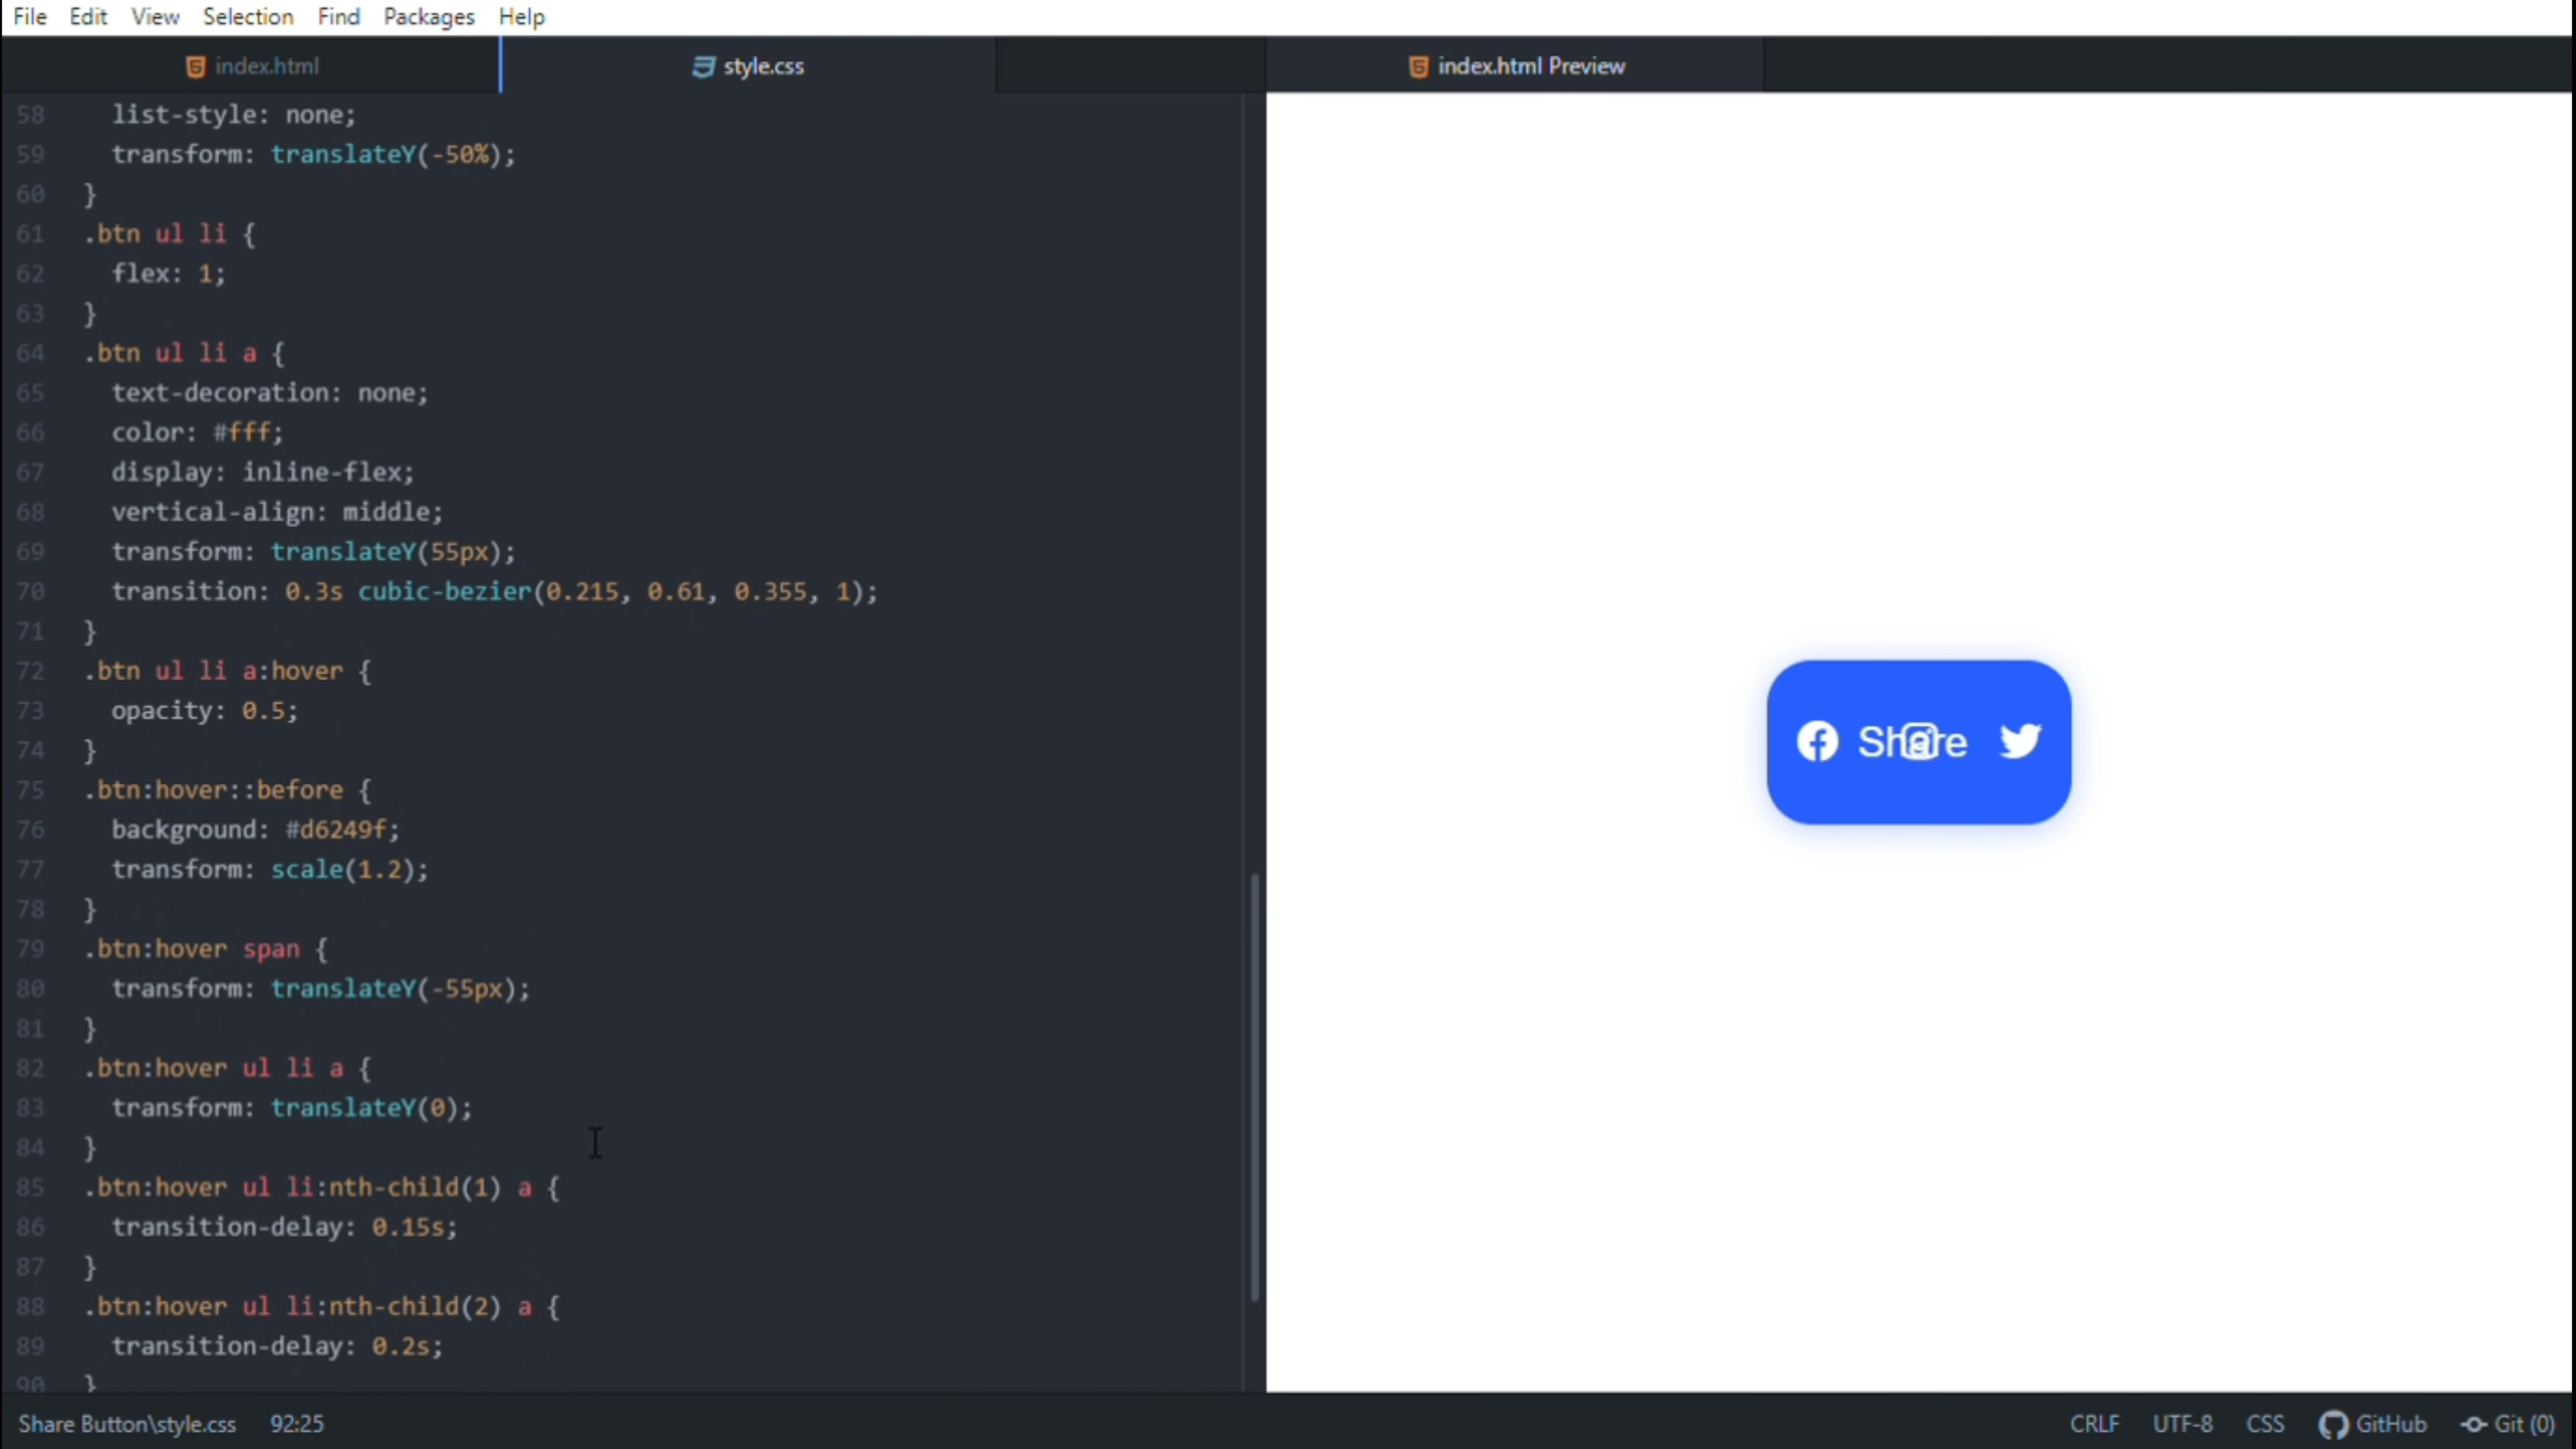 File Edit View Selection Find Packages Help
index.html style.css index.html Preview
58 list-style: none;
59 transform: translateY(-50%);
60 }
61 .btn ul li {
62 flex: 1;
63 }
64 .btn ul li a {
65 text-decoration: none;
66 color: #fff;
67 display: inline-flex;
68 vertical-align: middle;
69 transform: translateY(55px);
70 transition: 0.3s cubic-bezier(0.215, 0.61, 0.355, 1);
71 }
72 .btn ul li a:hover {
73 opacity: 0.5;
74 }
75 .btn:hover::before {
76 background: #d6249f;
77 transform: scale(1.2);
78 }
79 .btn:hover span {
80 transform: translateY(-55px);
81 }
82 .btn:hover ul li a {
83 transform: translateY(0);
84 }
85 .btn:hover ul li:nth-child(1) a {
86 transition-delay: 0.15s;
87 }
88 .btn:hover ul li:nth-child(2) a {
89 transition-delay: 0.2s;
90 }
Share
Share Button\style.css 92:25 CRLF UTF-8 CSS GitHub Git (0)